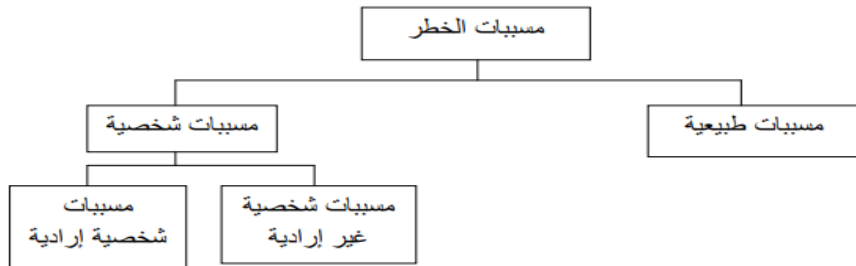 مسببات الخطر
مسببات طبيعية
مسببات شخصية
مسببات شخصية
غير إرادية
مسببات
شخصية إرادية